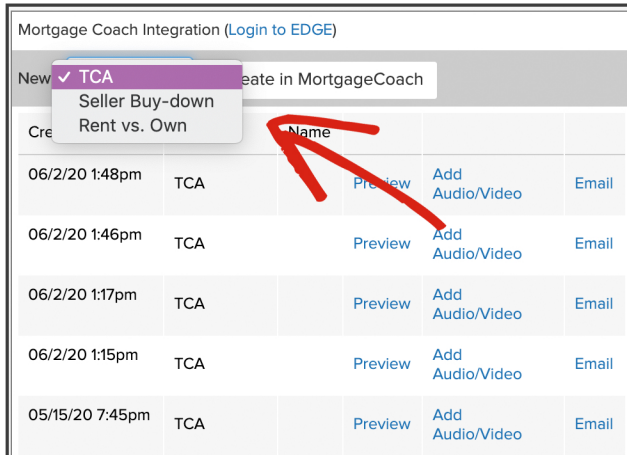 Mortgage Coach Integration (Login to EDGE)
New ✓ TCA eate in MortgageCoach
Seller Buy-down
Rent vs. Own
Cre Name
06/2/20 1:48pm TCA Preview Add Audio/Video Email
06/2/20 1:46pm TCA Preview Add Audio/Video Email
06/2/20 1:17pm TCA Preview Add Audio/Video Email
06/2/20 1:15pm TCA Preview Add Audio/Video Email
05/15/20 7:45pm TCA Preview Add Audio/Video Email